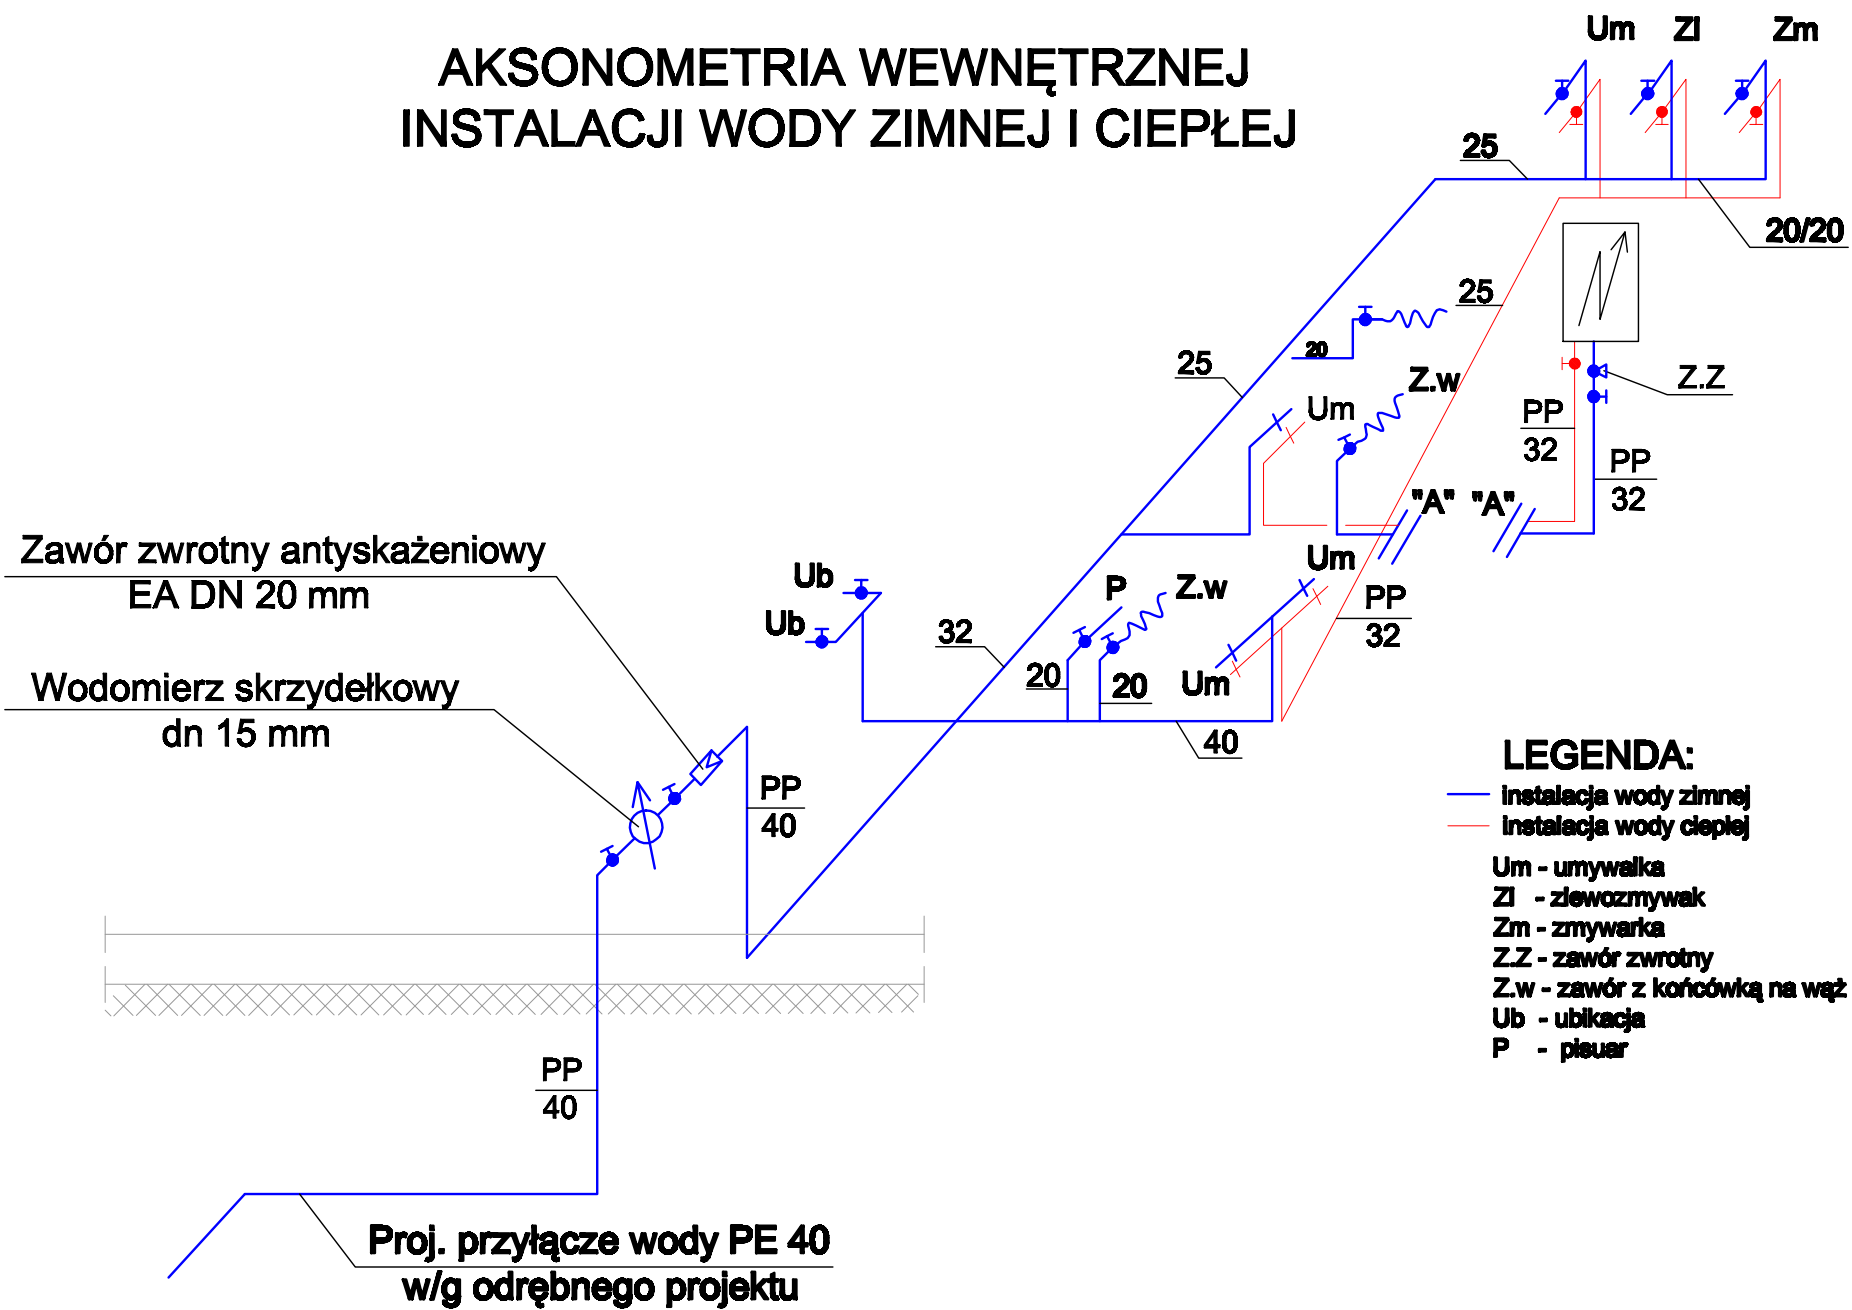 AKSONOMETRIA WEWNĘTRZNEJ
INSTALACJI WODY ZIMNEJ I CIEPŁEJ
Um
Zl
Zm
25
20/20
25
20
25
Z.w
Um
Z.Z
PP
32
PP
32
"A"
"A"
Zawór zwrotny antyskażeniowy
EA DN 20 mm
Ub
Ub
P
Z.w
Um
PP
32
32
20
20
Um
Wodomierz skrzydełkowy
dn 15 mm
40
PP
40
LEGENDA:
instalacja wody zimnej
instalacja wody ciepłej
Um - umywalka
Zl - zlewozmywak
Zm - zmywarka
Z.Z - zawór zwrotny
Z.w - zawór z końcówką na wąż
Ub - ubikacja
P - pisuar
PP
40
Proj. przyłącze wody PE 40
w/g odrębnego projektu